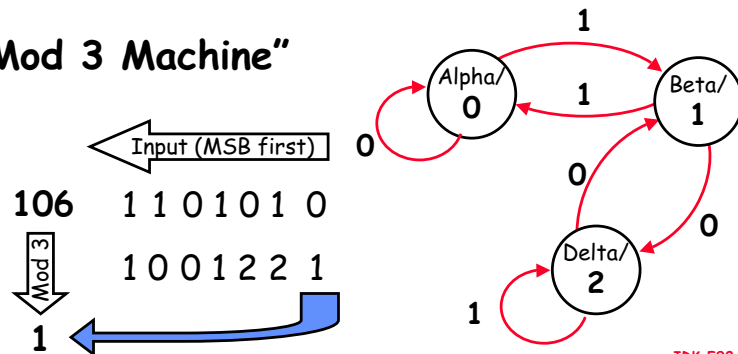 Mod 3 Machine”
Input (MSB first)
106 1 1 0 1 0 1 0
1 0 0 1 2 2 1
Mod 3
1
1
Alpha/
0
Beta/
1
1
0
0
0
Delta/
2
1